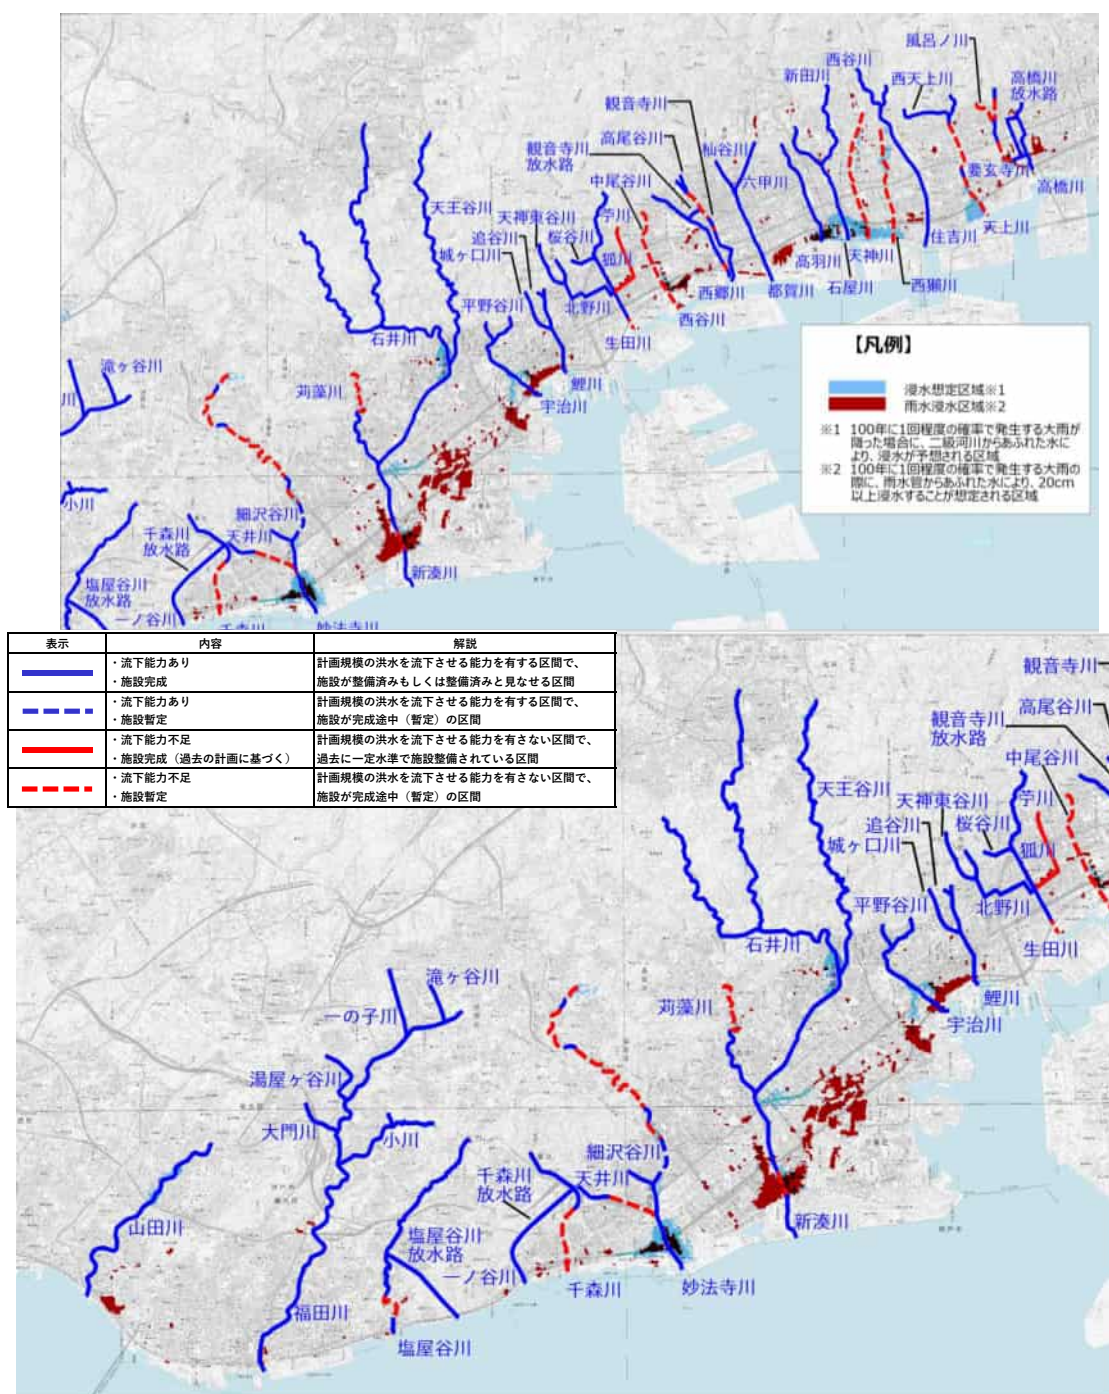 風呂ノ川
西谷川
新田川
西天上川
高橋川
放水路
観音寺川
高尾谷川
観音寺川
放水路
杣谷川
中尾谷川
六甲川
要玄寺川
高橋川
天王谷川
天神東谷川
苧川
追谷川
桜谷川
城ヶ口川
狐川
天上川
住吉川
高羽川
天神川
西郷川
都賀川
石屋川
西瀬川
平野谷川
北野川
西谷川
生田川
石井川
滝ヶ谷川
川
苅藻川
鯉川
宇治川
【凡例】
浸水想定区域※1
雨水浸水区域※2
※1 100年に1回程度の確率で発生する大雨が
降った場合に、二級河川からあふれた水に
より、浸水が予想される区域
※2 100年に1回程度の確率で発生する大雨の
際に、雨水管からあふれた水により、20cm
以上浸水することが想定される区域
小川
細沢谷川
千森川
放水路
天井川
塩屋谷川
放水路
新湊川
一ノ谷川
千森川
妙法寺川
表示 内容 解説
・流下能力あり 計画規模の洪水を流下させる能力を有する区間で、
・施設完成 施設が整備済みもしくは整備済みと見なせる区間
・流下能力あり 計画規模の洪水を流下させる能力を有する区間で、
・施設暫定 施設が完成途中（暫定）の区間
・流下能力不足 計画規模の洪水を流下させる能力を有さない区間で、
・施設完成（過去の計画に基づく） 過去に一定水準で施設整備されている区間
・流下能力不足 計画規模の洪水を流下させる能力を有さない区間で、
・施設暫定 施設が完成途中（暫定）の区間
観音寺川
高尾谷川
観音寺川
放水路
中尾谷川
天王谷川
天神東谷川
苧川
追谷川
桜谷川
城ヶ口川
狐川
平野谷川
北野川
生田川
石井川
滝ヶ谷川
一の子川
苅藻川
鯉川
宇治川
湯屋ヶ谷川
大門川
小川
細沢谷川
千森川
放水路
天井川
山田川
塩屋谷川
放水路
新湊川
一ノ谷川
千森川
妙法寺川
福田川
塩屋谷川